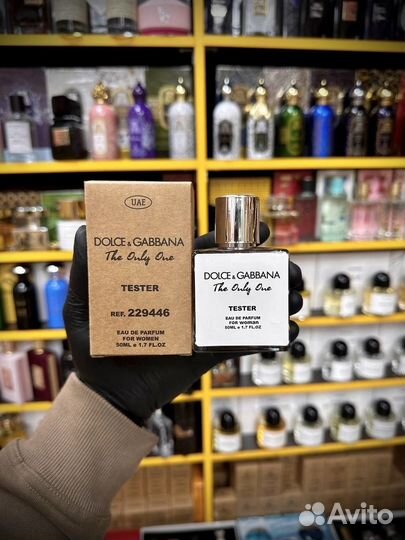 UAE
DOLCE & GABBANA
The Only One
TESTER
REF. 229446
EAU DE PARFUM
FOR WOMEN
50ML e 1.7 FL.OZ
DOLCE & GABBANA
The Only One
TESTER
EAU DE PARFUM
FOR woman
50ML e 1.7 FL.OZ
Avito